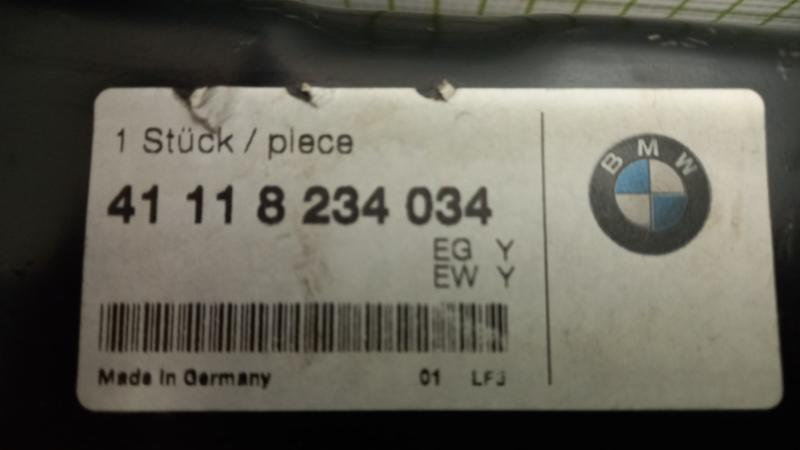 1 Stück / piece
41 11 8 234 034
EG Y
EW Y
Made in Germany 01
BMW